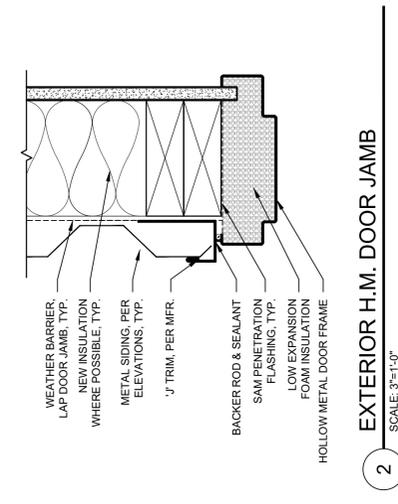 WEATHER BARRIER,
LAP DOOR JAMB, TYP.
NEW INSULATION
WHERE POSSIBLE, TYP.
METAL SIDING, PER
ELEVATIONS, TYP.
'J' TRIM, PER MFR.
BACKER ROD & SEALANT
SAM PENETRATION
FLASHING, TYP.
LOW EXPANSION
FOAM INSULATION
HOLLOW METAL DOOR FRAME
2
EXTERIOR H.M. DOOR JAMB
SCALE: 3"=1'-0"